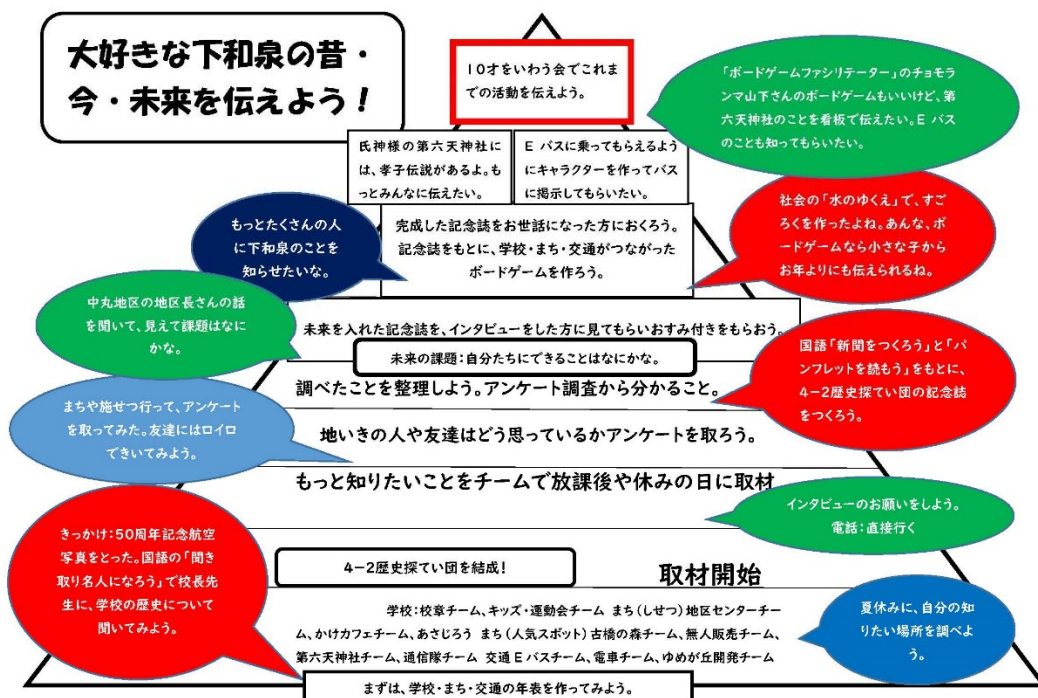 大好きな下和泉の昔・
今・未来を伝えよう！
10才をいわう会でこれま
での活動を伝えよう。
「ボードゲームファシリテーター」のチョモラ
ンマ山下さんのボードゲームもいいけど、第
六天神社のことを看板で伝えたい。E バス
のことも知ってもらいたい。
氏神様の第六天神社に
は、孝子伝説があるよ。も
っとみんなに伝えたい。
E バスに乗ってもらえるよう
にキャラクターを作ってバス
に掲示してもらいたい。
もっとたくさんの人
に下和泉のことを
知らせたいな。
完成した記念誌をお世話になった方におくろう。
記念誌をもとに、学校・まち・交通がつながった
ボードゲームを作ろう。
社会の「水のゆくえ」で、すご
ろくを作ったよね。あんな、ボ
ードゲームなら小さな子から
お年よりにも伝えられるね。
中丸地区の地区長さんの話
を聞いて、見えて課題はなに
かな。
未来を入れた記念誌を、インタビューをした方に見てもらいおすみ付きをもらおう。
未来の課題：自分たちにできることはなにかな。
調べたことを整理しよう。アンケート調査から分かること。
国語「新聞をつくろう」と「パ
ンフレットを読もう」をもとに、
4－2歴史探てい団の記念誌
をつくろう。
まちや施せつ行って、アンケート
を取ってみた。友達にはロイロ
できいてみよう。
地いきの人や友達はどう思っているかアンケートを取ろう。
もっと知りたいことをチームで放課後や休みの日に取材
インタビューのお願いをしよう。
電話：直接行く
きっかけ：50周年記念航空
写真をとった。国語の「聞き
取り名人になろう」で校長先
生に、学校の歴史について
聞いてみよう。
4－2歴史探てい団を結成！
取材開始
学校：校章チーム、キッズ・運動会チーム まち（しせつ）地区センターチー
ム、かけカフェチーム、あさじろう まち（人気スポット）古橋の森チーム、無人販売チーム、
第六天神社チーム、通信隊チーム 交通 E バスチーム、電車チーム、ゆめが丘開発チーム
夏休みに、自分の知
りたい場所を調べよ
う。
まずは、学校・まち・交通の年表を作ってみよう。